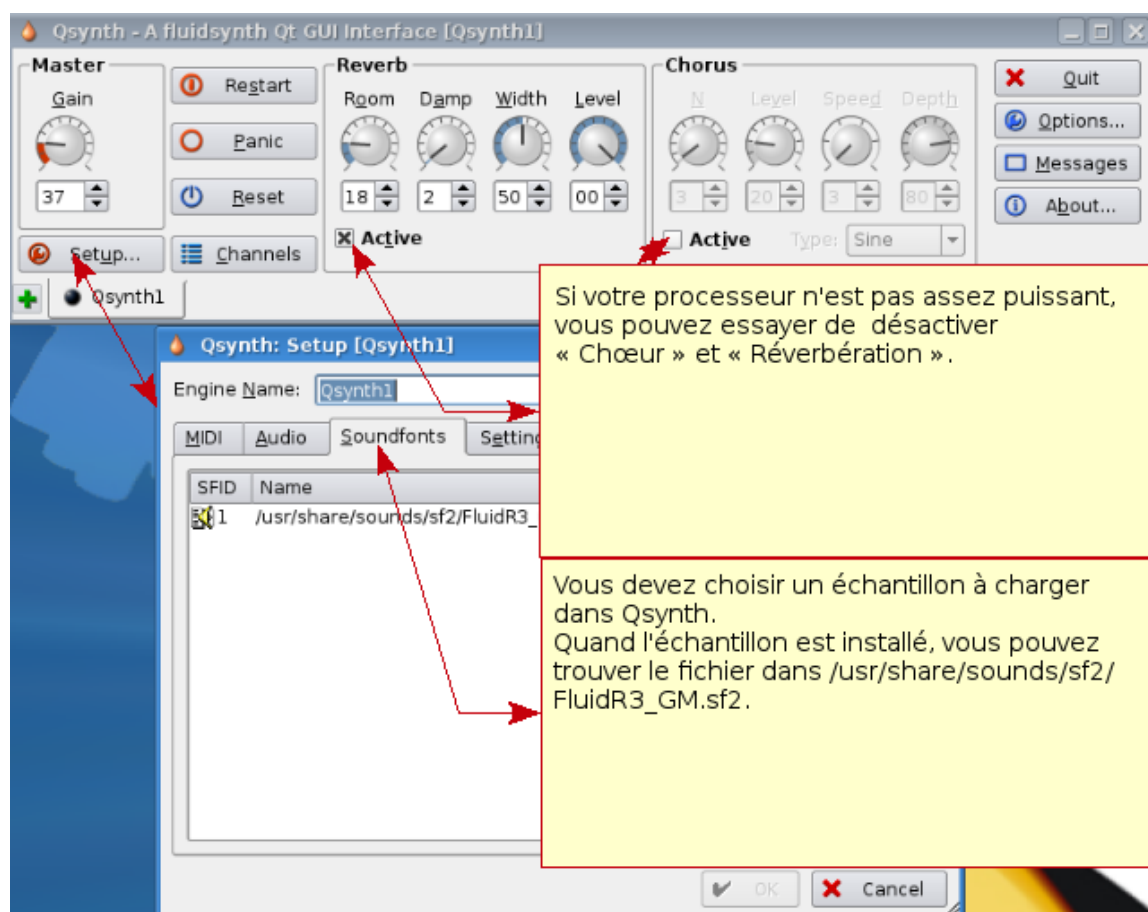 Qsynth - A fluidsynth Qt GUI Interface [Qsynth1]
Master
Gain
37
Setup...
Restart
Panic
Reset
Channels
Reverb
Room Damp Width Level
18 2 50 00
Active
Chorus
N Level Speed Depth
3 20 3 80
Active Type: Sine
Quit
Options...
Messages
About...
Qsynth1
Si votre processeur n'est pas assez puissant,
vous pouvez essayer de désactiver
« Chœur » et « Réverbération ».
Qsynth: Setup [Qsynth1]
Engine Name: Qsynth1
MIDI Audio Soundfonts Setting
SFID Name
1 /usr/share/sounds/sf2/FluidR3_
Vous devez choisir un échantillon à charger
dans Qsynth.
Quand l'échantillon est installé, vous pouvez
trouver le fichier dans /usr/share/sounds/sf2/
FluidR3_GM.sf2.
OK Cancel